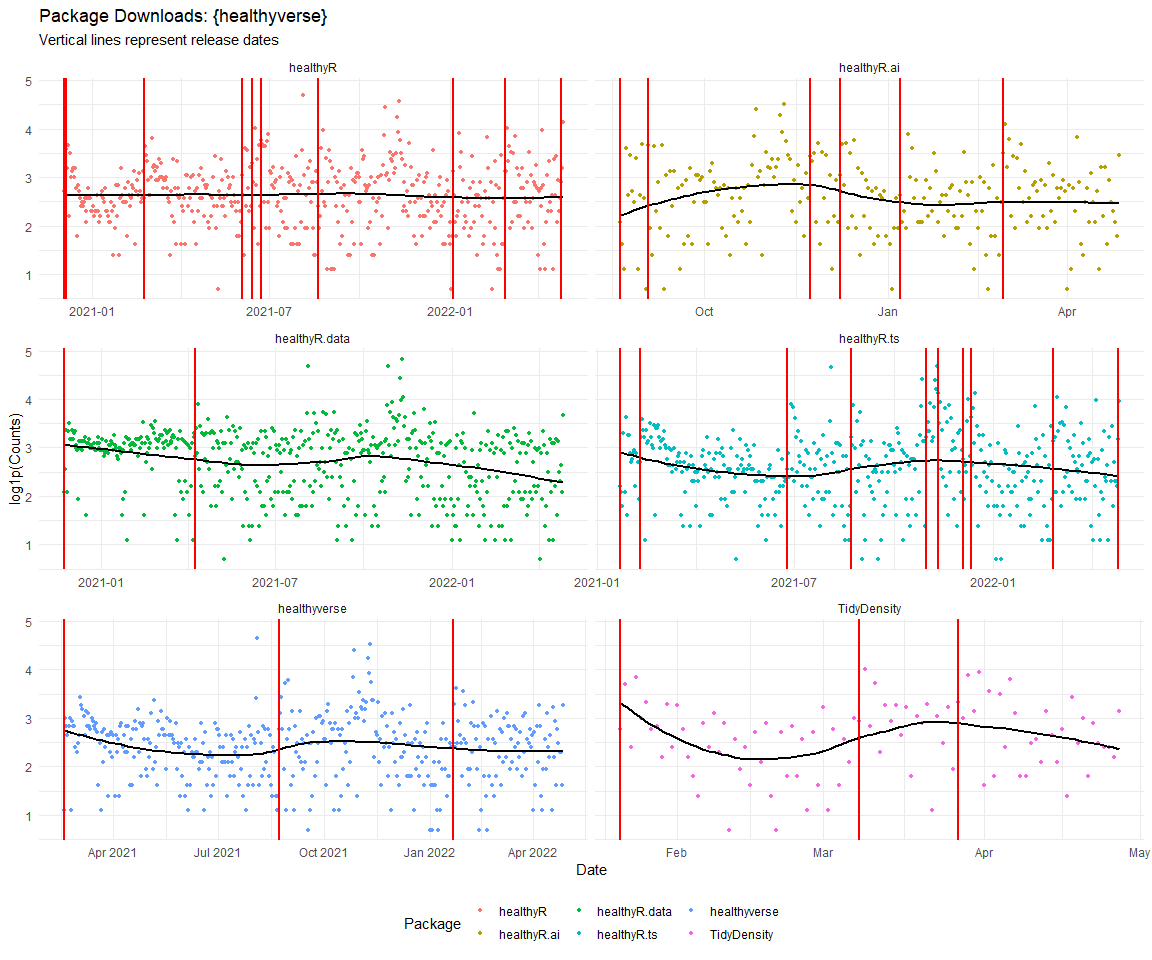 Package Downloads: {healthyverse}
Vertical lines represent release dates
healthyR
healthyR.ai
5
4
3
2
1
2021-01 2021-07 2022-01
Oct Jan Apr
healthyR.data
healthyR.ts
5
4
3
2
1
log1p(Counts)
2021-01 2021-07 2022-01
2021-01 2021-07 2022-01
healthyverse
TidyDensity
5
4
3
2
1
Apr 2021 Jul 2021 Oct 2021 Jan 2022 Apr 2022
Feb Mar Apr May
Date
Package
healthyR healthyR.data healthyverse
healthyR.ai healthyR.ts TidyDensity